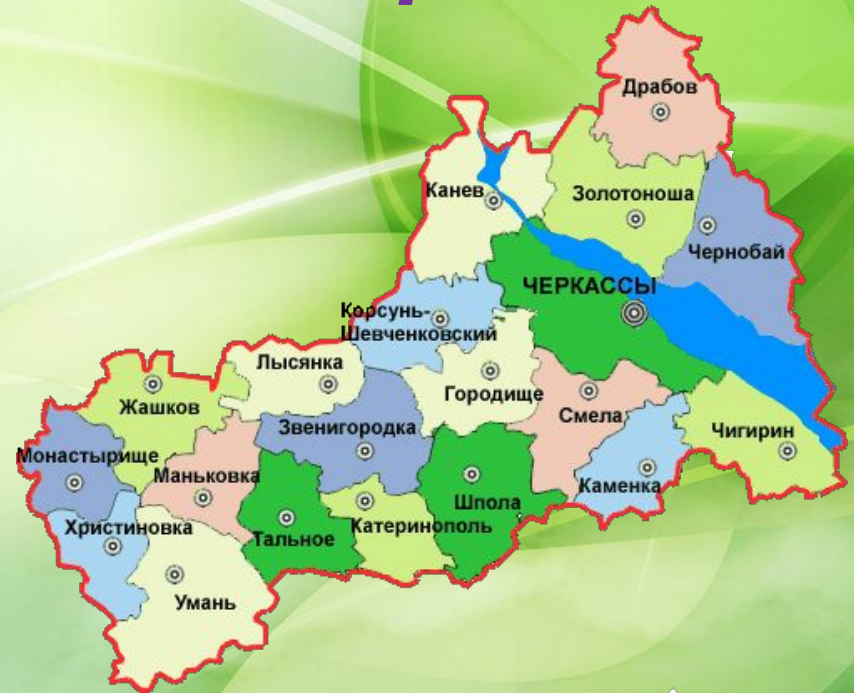 Драбов
Канев
Золотоноша
Чернобай
ЧЕРКАССЫ
Корсунь-
Шевченковский
Лысянка
Городище
Жашков
Смела
Звенигородка
Чигирин
Монастырище
Маньковка
Каменка
Шпола
Христиновка
Катеринополь
Тальное
Умань